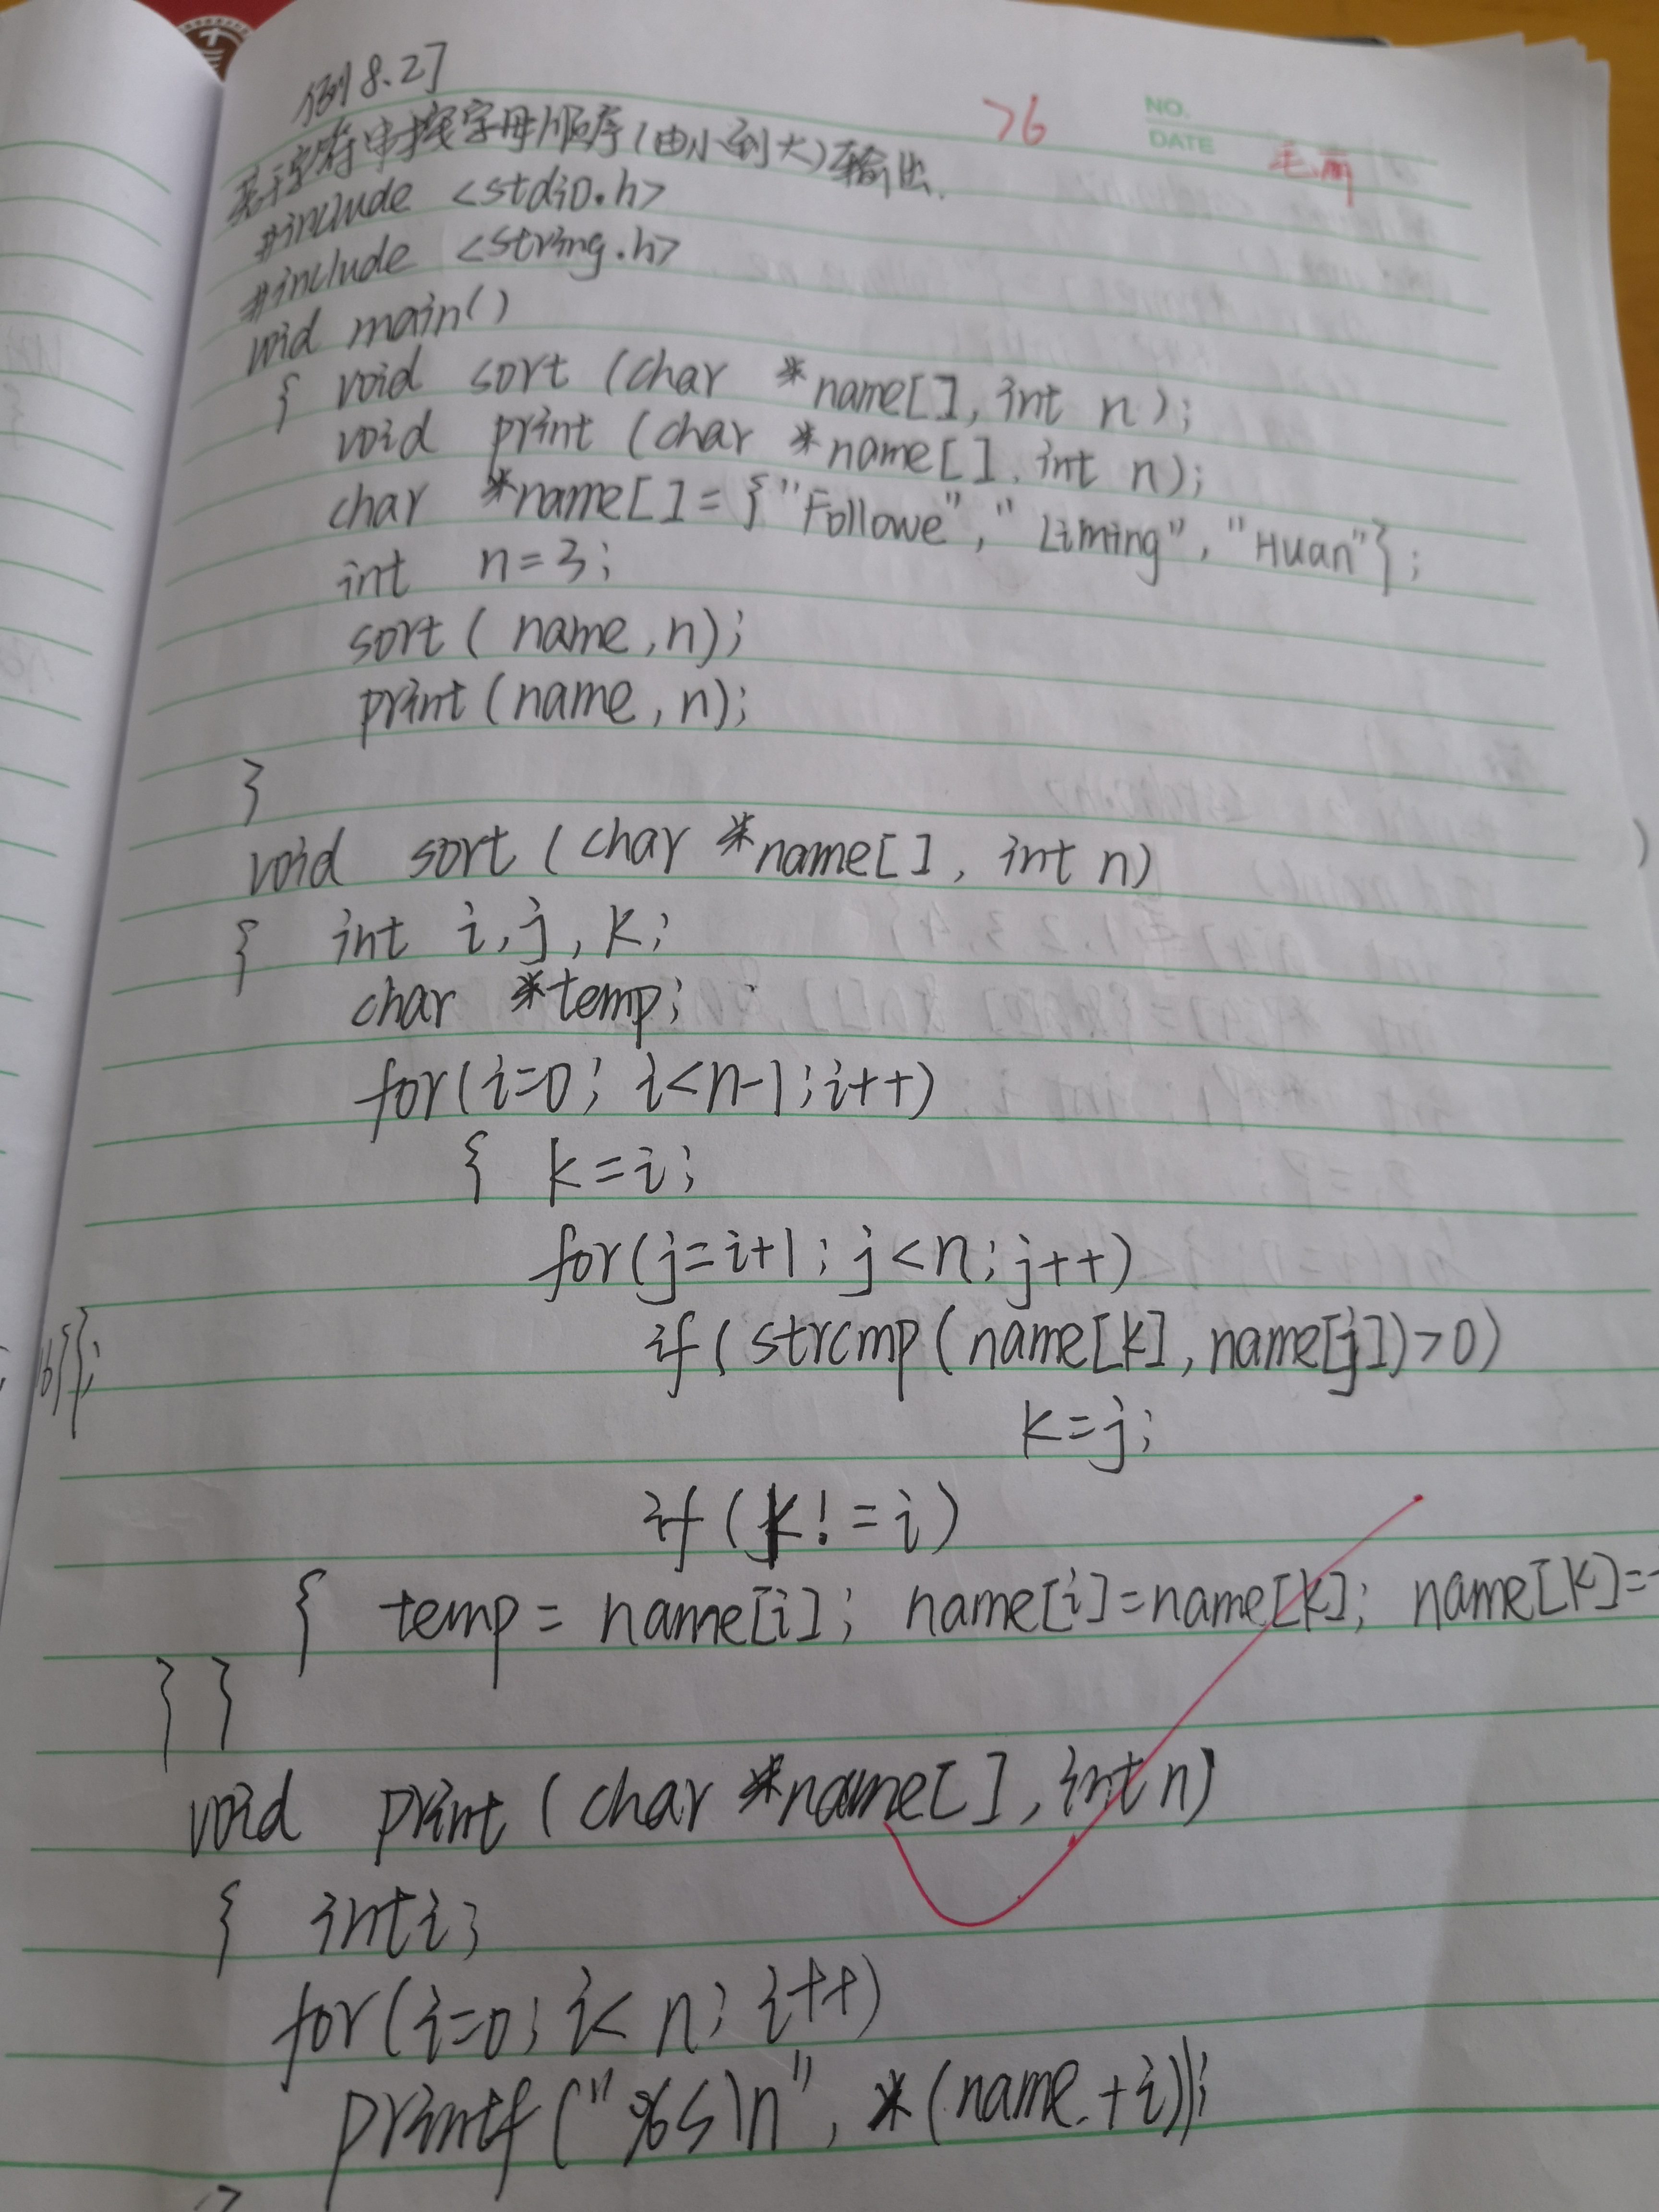 例8.2]
字符串按字母顺序(由小到大)输出.
76
NO.
DATE
#include <stdio.h>
#include <string.h>
void main()
{ void sort (char *name[], int n);
void print (char *name[], int n);
char *name[] = {"Followe", "Liming", "Huan"};
int n=3;
sort( name,n);
print(name,n);
}
void sort (char *name[], int n)
{ int i,j,k;
char *temp;
for(i=0; i<n-1;i++)
{ k=i;
for(j=i+1; j<n; j++)
if( strcmp(name[k],name[j])>0)
k=j;
if(k!=i)
{ temp= name[i]; name[i]=name[k]; name[k]=
} }
void print (char *name[], int n)
{ int i;
for(i=0; i< n; i++)
printf("%s\n", *(name+i));
}